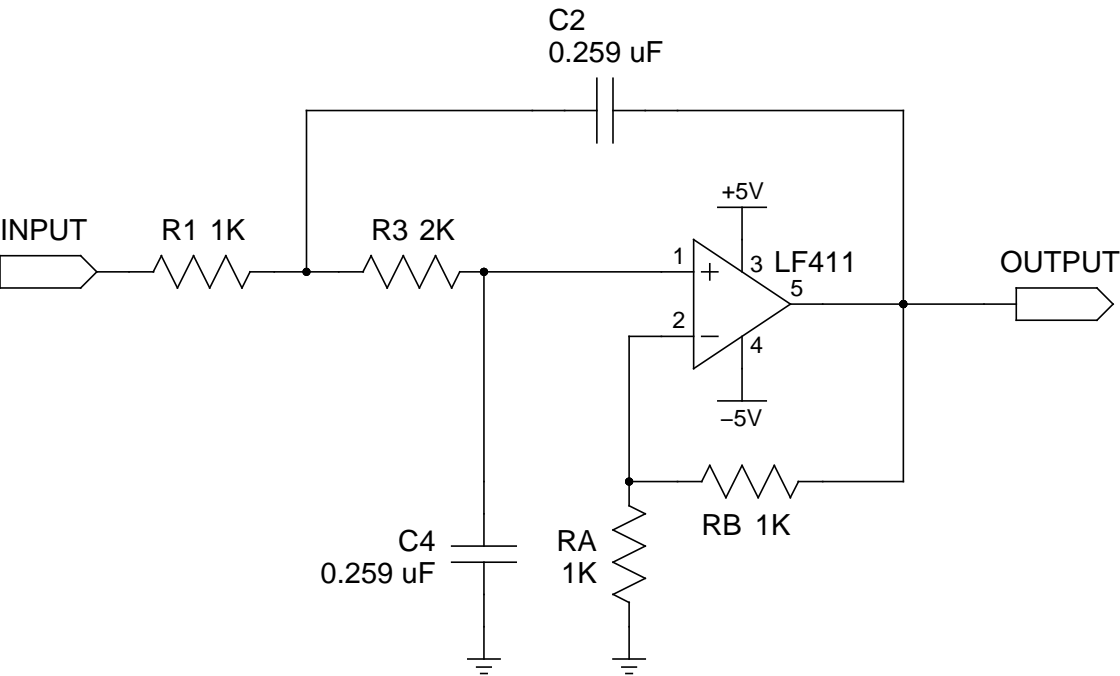 C2
0.259 uF
+5V
INPUT
R1 1K
R3 2K
1
+
3
LF411
5
OUTPUT
2
−
4
−5V
RB 1K
C4
0.259 uF
RA
1K